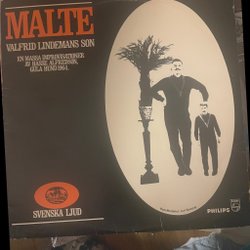 MALTE
VALFRID LINDEMANS SON
EN MASSA IMPROVISATIONER
AV HASSE ALFREDSON,
GULA HUND 1964.
SVENSKA LJUD
PHILIPS